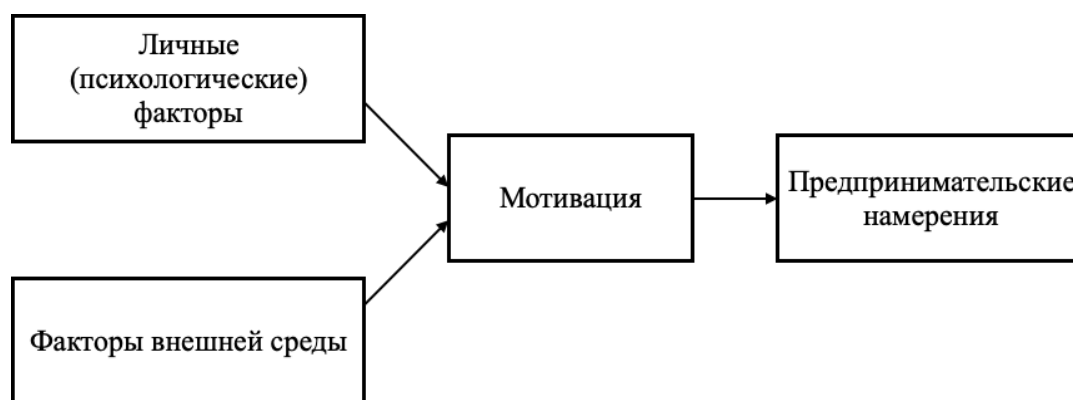 Личные
(психологические)
факторы
Мотивация
Предпринимательские
намерения
Факторы внешней среды